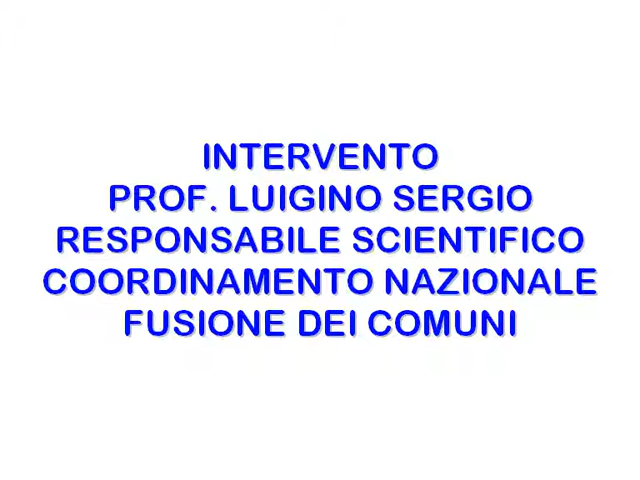 INTERVENTO
PROF. LUIGINO SERGIO
RESPONSABILE SCIENTIFICO
COORDINAMENTO NAZIONALE
FUSIONE DEI COMUNI